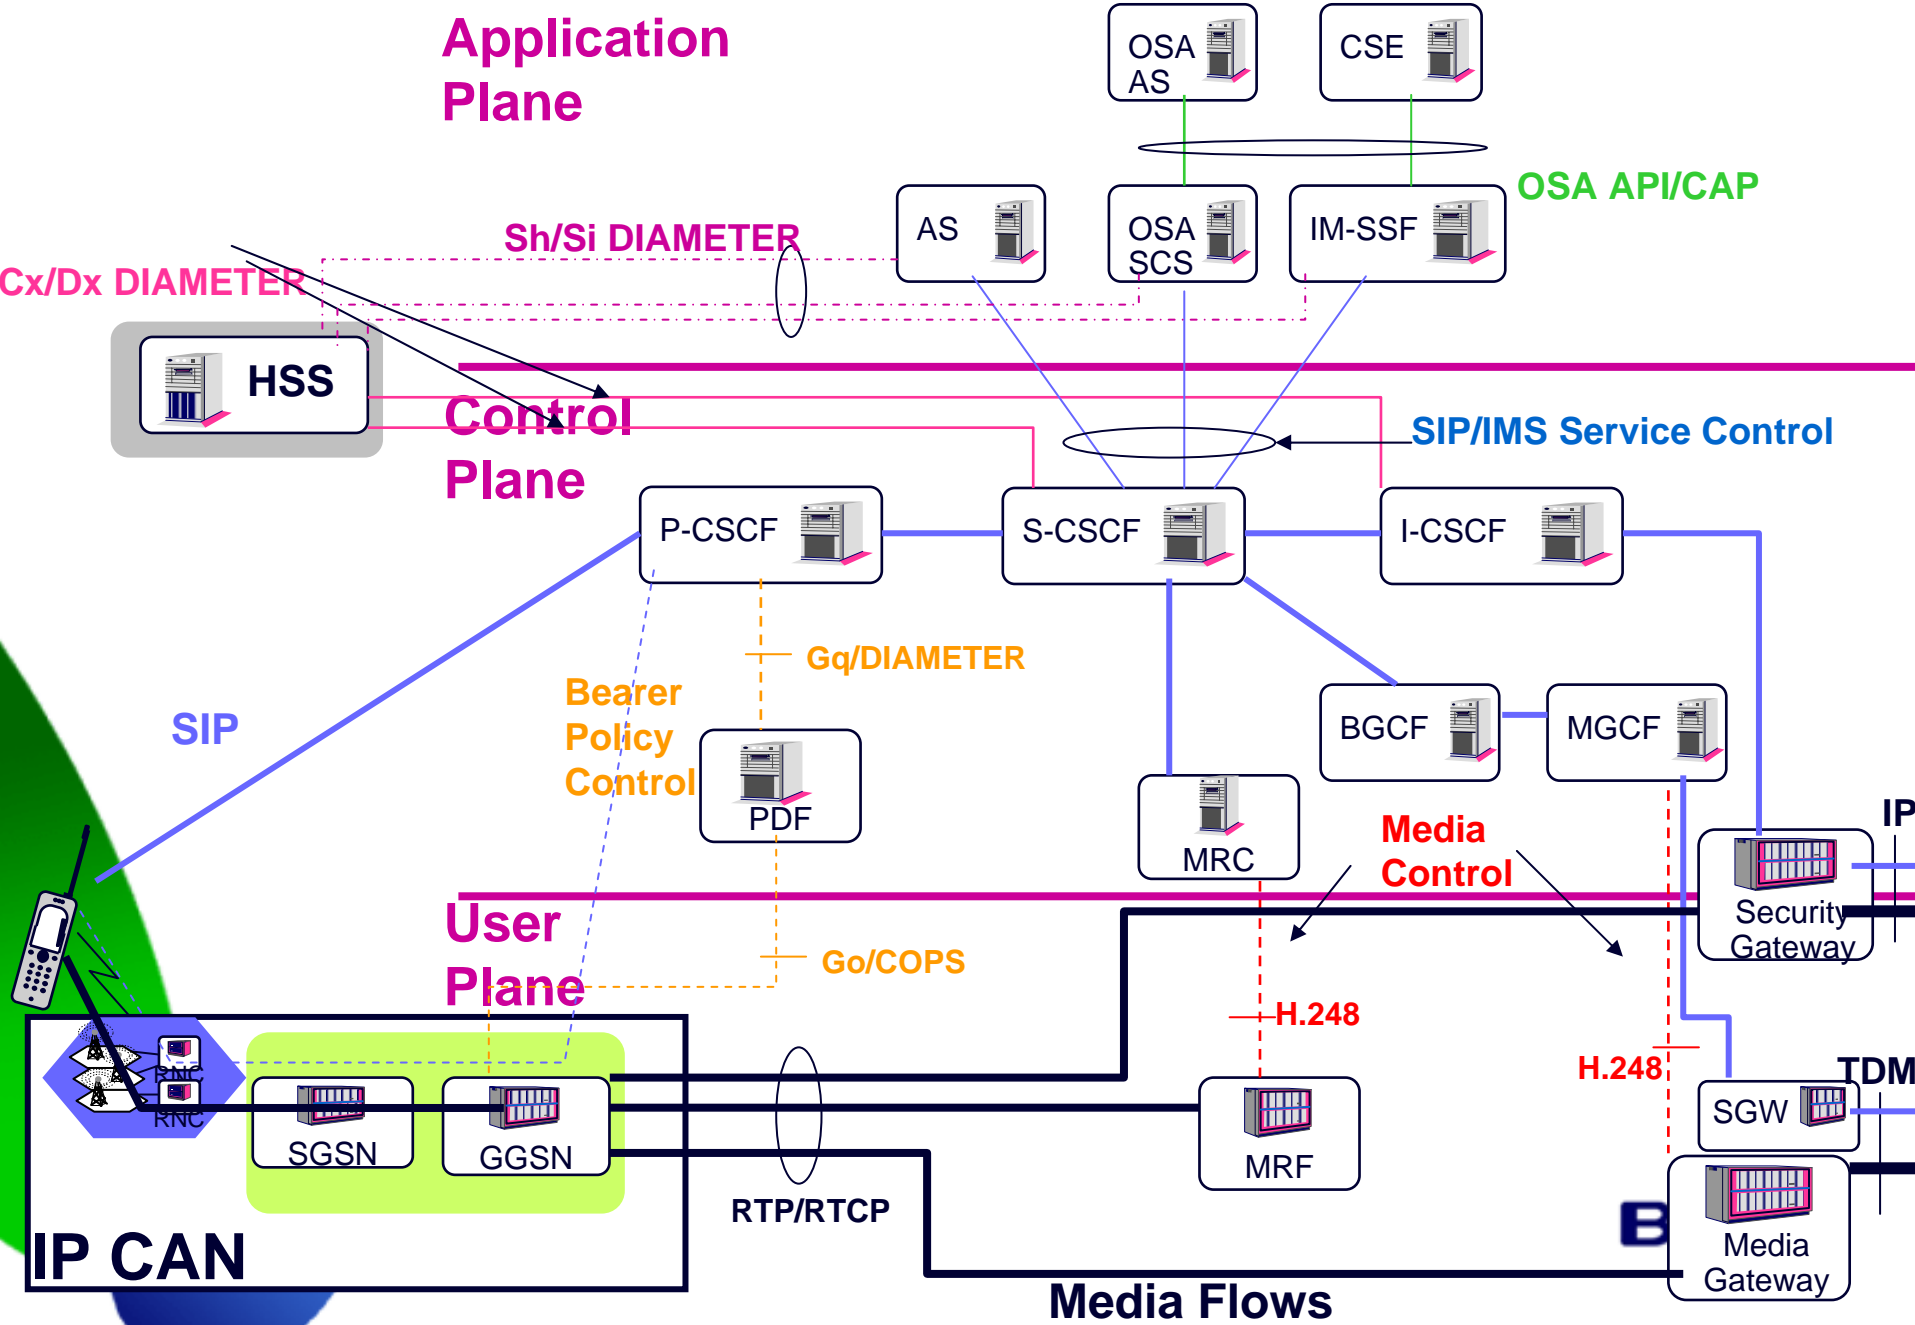 Application
Plane
OSA
AS
CSE
OSA API/CAP
Sh/Si DIAMETER
AS
OSA
SCS
IM-SSF
Cx/Dx DIAMETER
HSS
Control
Plane
SIP/IMS Service Control
P-CSCF
S-CSCF
I-CSCF
Gq/DIAMETER
Bearer
Policy
Control
SIP
BGCF
MGCF
PDF
MRC
Media
Control
IP
Security
Gateway
User
Plane
Go/COPS
H.248
H.248
TDM
RNC
RNC
SGSN
GGSN
MRF
SGW
RTP/RTCP
IP CAN
B
Media
Gateway
Media Flows